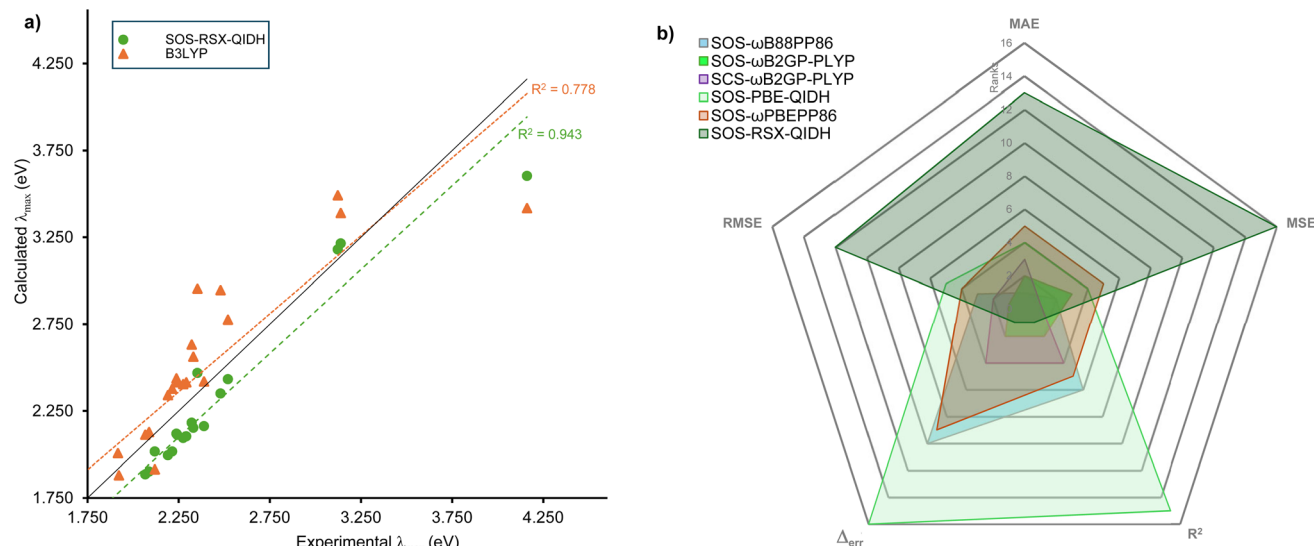 a)
SOS-RSX-QIDH
B3LYP
4.250
3.750
3.250
2.750
2.250
1.750
Calculated λmax (eV)
R² = 0.778
R² = 0.943
1.750
2.250
2.750
3.250
3.750
4.250
Experimental λ (eV)
b)
SOS-ωB88PP86
SOS-ωB2GP-PLYP
SCS-ωB2GP-PLYP
SOS-PBE-QIDH
SOS-ωPBEPP86
SOS-RSX-QIDH
MAE
16
14
12
10
8
6
4
2
Ranks
MSE
R²
Δerr
RMSE